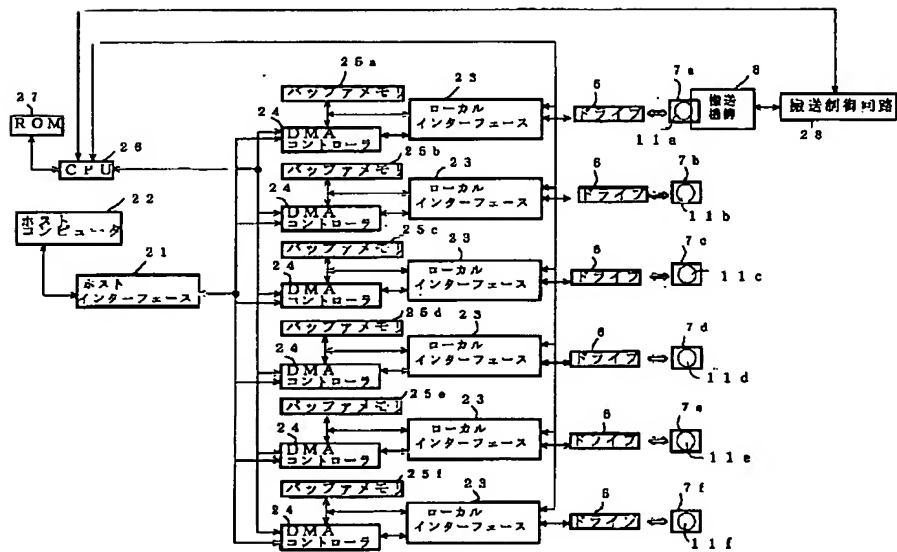 25a
バッファメモリ
23
ローカル
インターフェース
24
DMA
コントローラ
6
ドライブ
7a
11a
8
搬送
機構
搬送制御回路
28
27
ROM
26
CPU
22
ホスト
コンピュータ
21
ホスト
インターフェース
25b
バッファメモリ
23
ローカル
インターフェース
24
DMA
コントローラ
6
ドライブ
7b
11b
25c
バッファメモリ
23
ローカル
インターフェース
24
DMA
コントローラ
6
ドライブ
7c
11c
25d
バッファメモリ
23
ローカル
インターフェース
24
DMA
コントローラ
6
ドライブ
7d
11d
25e
バッファメモリ
23
ローカル
インターフェース
24
DMA
コントローラ
6
ドライブ
7e
11e
25f
バッファメモリ
23
ローカル
インターフェース
24
DMA
コントローラ
6
ドライブ
7f
11f